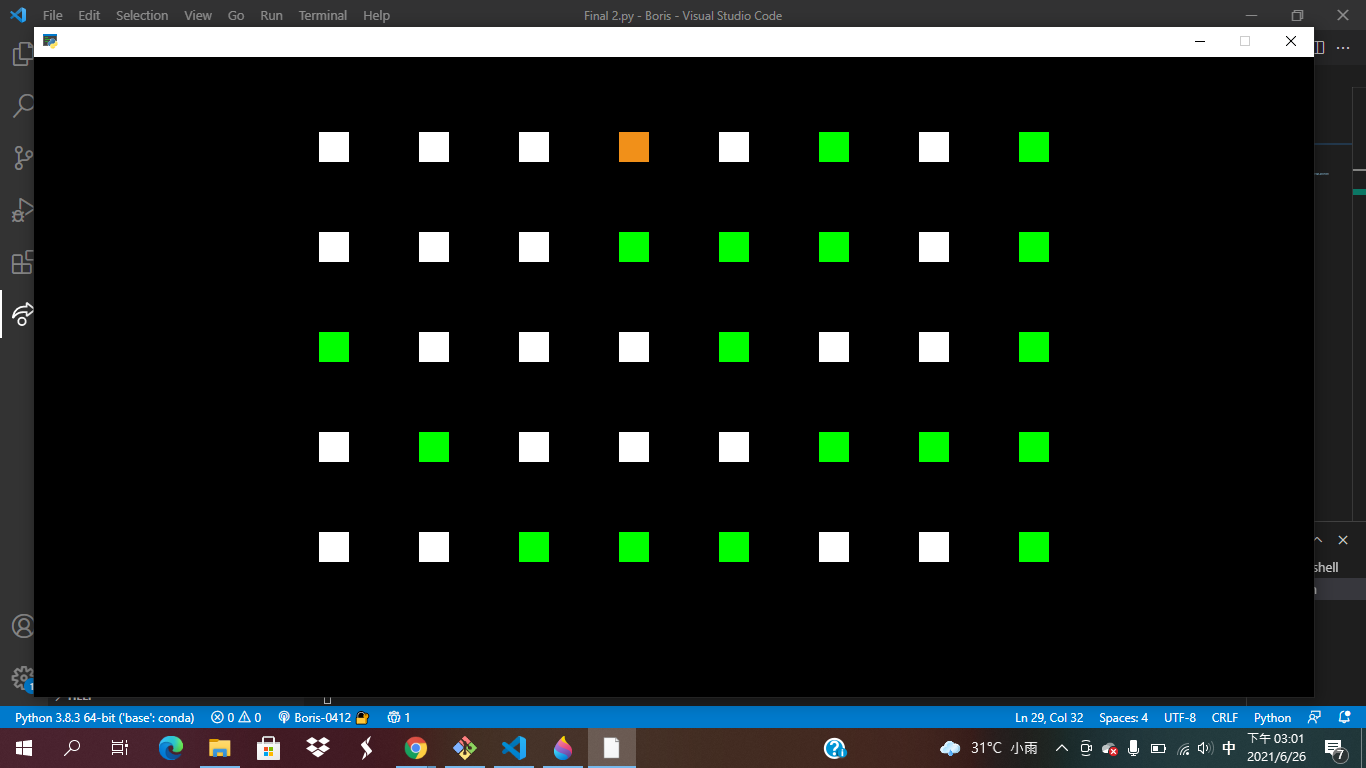 File Edit Selection View Go Run Terminal Help Final 2.py - Boris - Visual Studio Code
shell
1
HELP
Python 3.8.3 64-bit ('base': conda) 0 0 Boris-0412 1 Ln 29, Col 32 Spaces: 4 UTF-8 CRLF Python
31°C 小雨 中 下午 03:01
2021/6/26
7